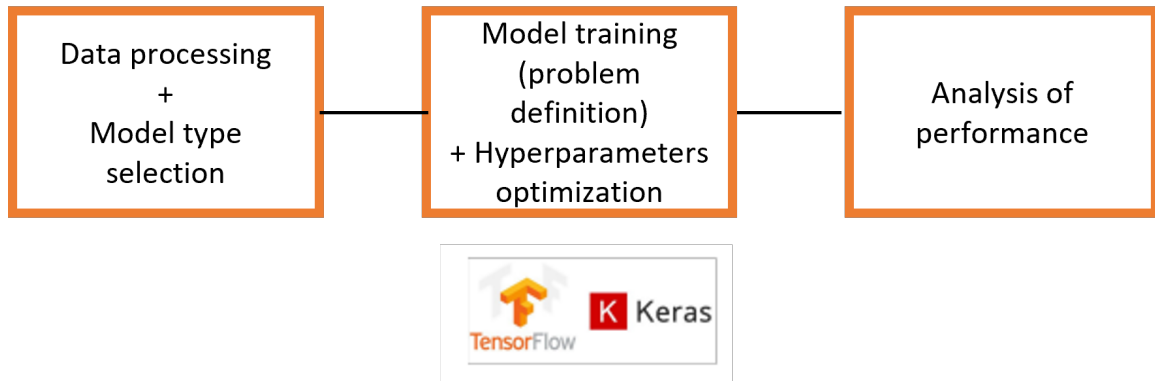 Data processing
+
Model type
selection
Model training
(problem
definition)
+ Hyperparameters
optimization
Analysis of
performance
TensorFlow
K Keras